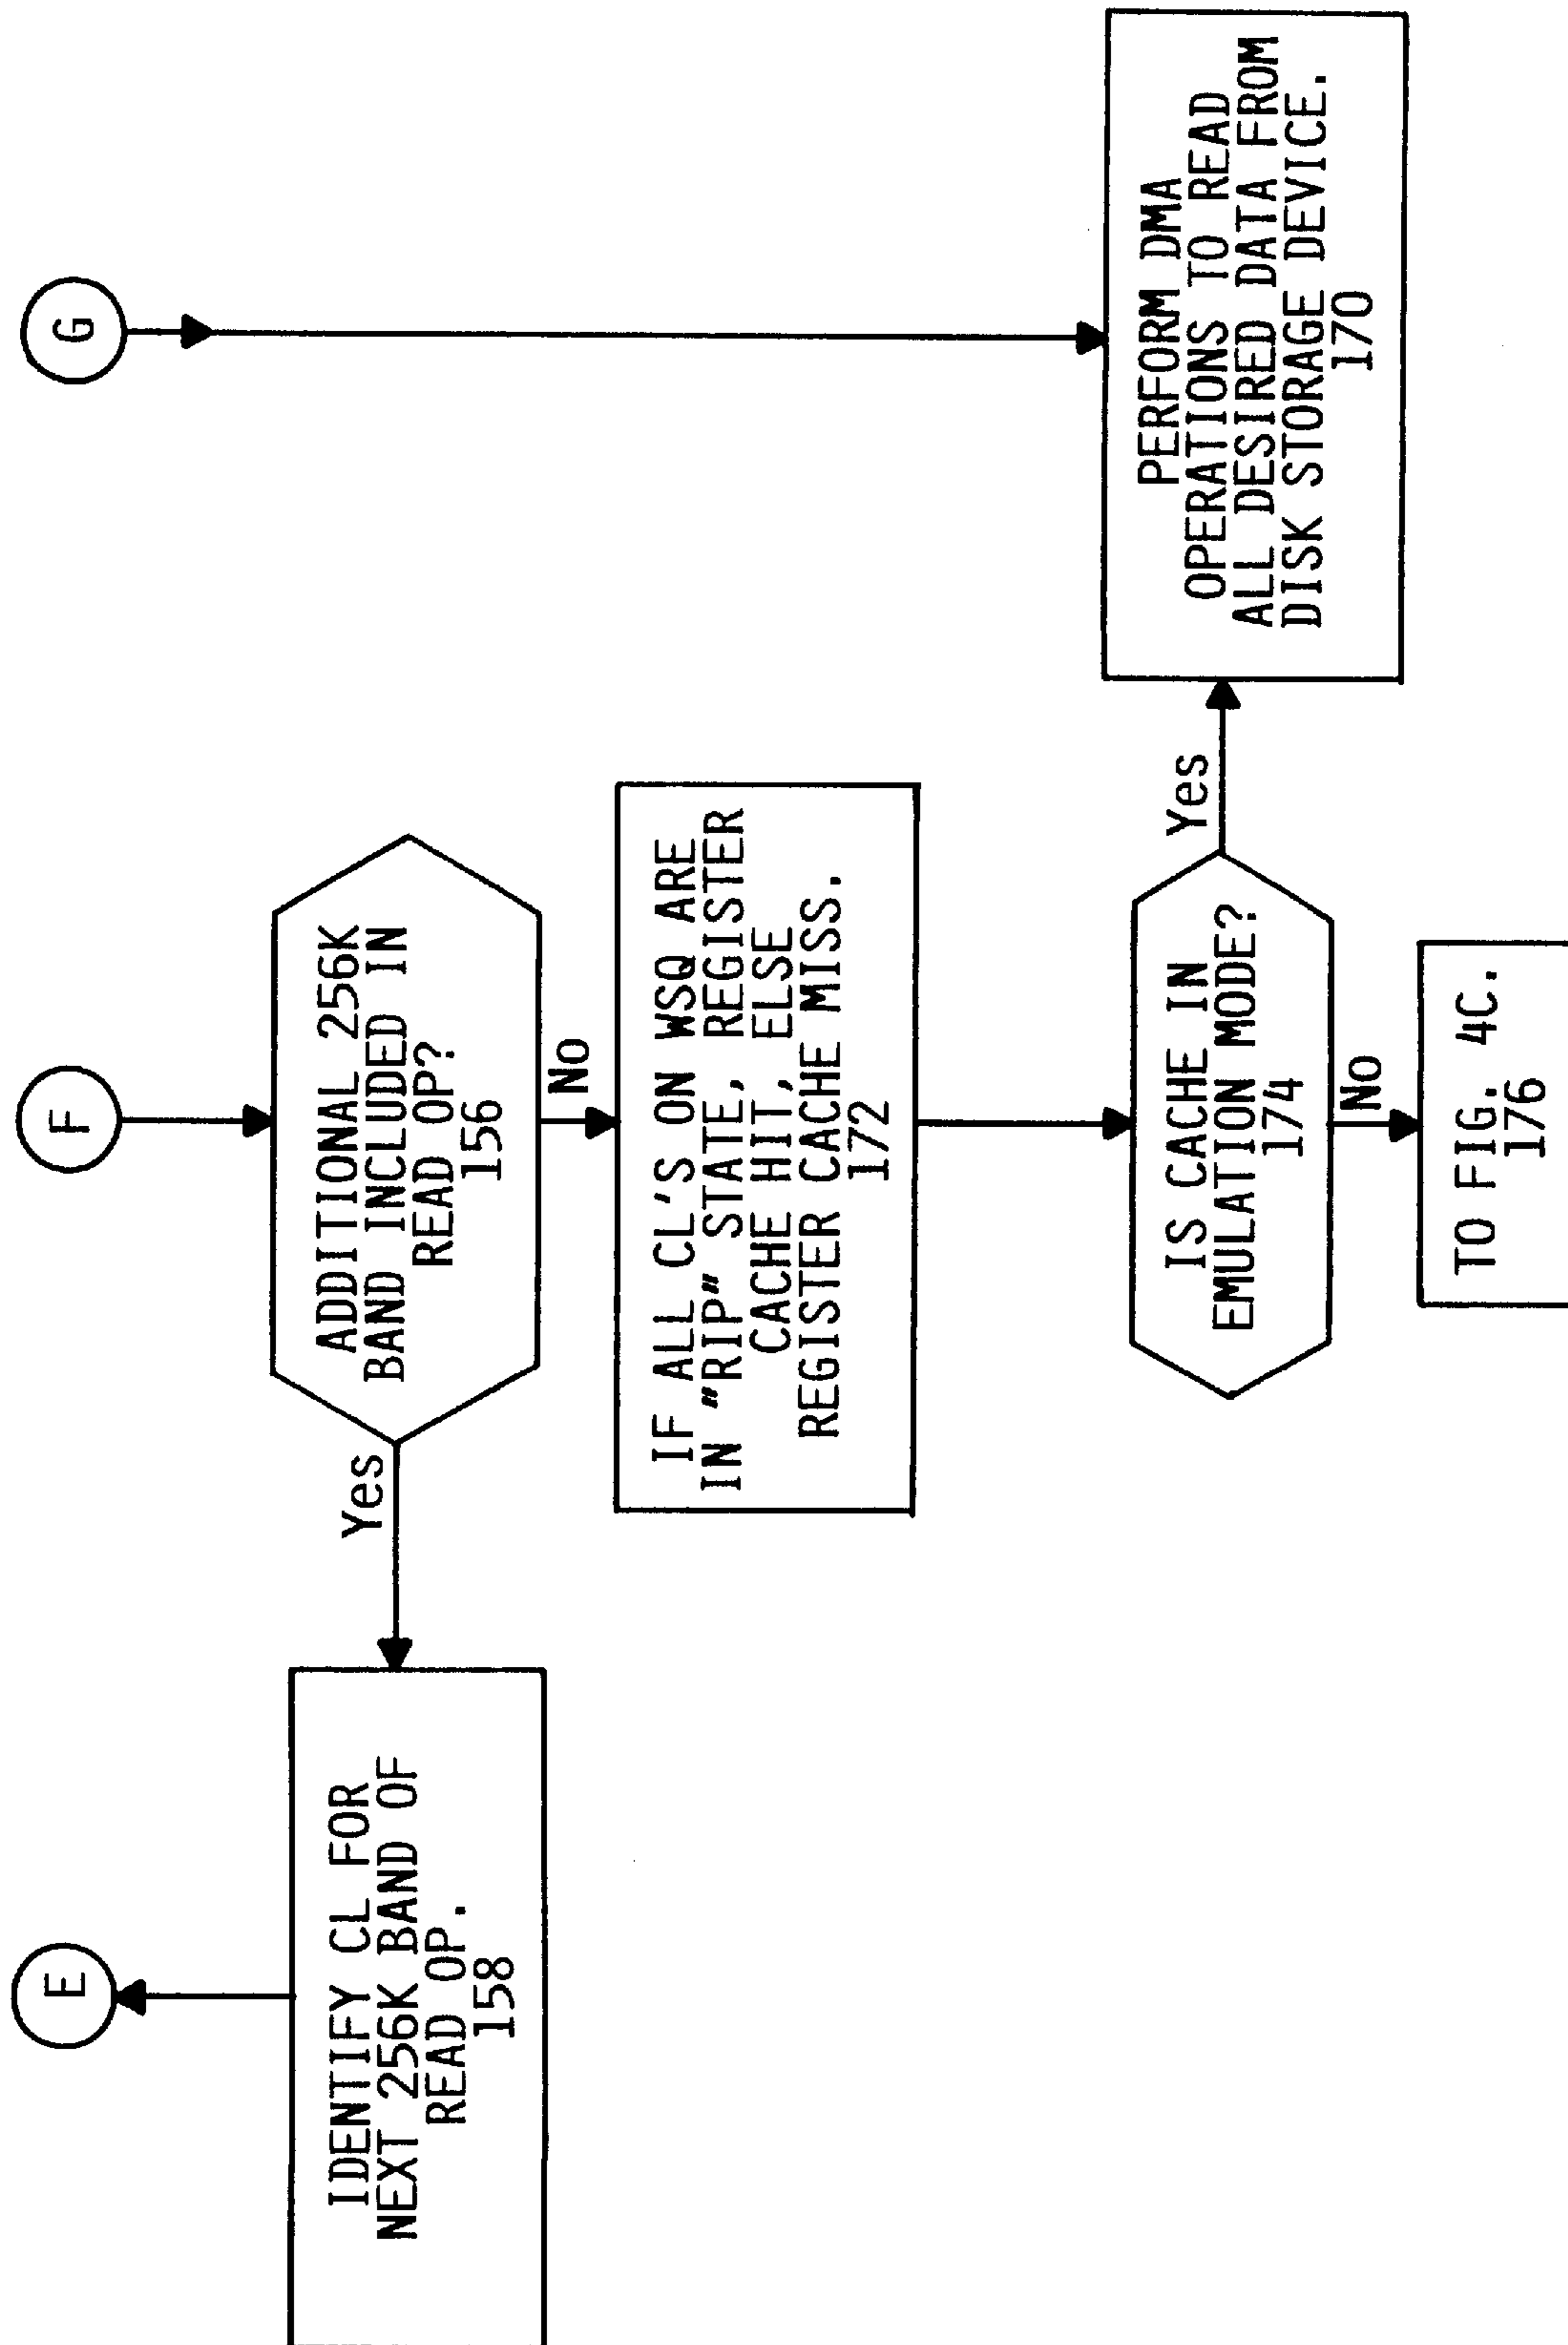 E
F
G
IDENTIFY CL FOR
NEXT 256K BAND OF
READ OP.
158
Yes
ADDITIONAL 256K
BAND INCLUDED IN
READ OP?
156
No
IF ALL CL'S ON WSQ ARE
IN "RIP" STATE, REGISTER
CACHE HIT, ELSE
REGISTER CACHE MISS.
172
IS CACHE IN
EMULATION MODE?
174
Yes
No
PERFORM DMA
OPERATIONS TO READ
ALL DESIRED DATA FROM
DISK STORAGE DEVICE.
170
TO FIG. 4C.
176